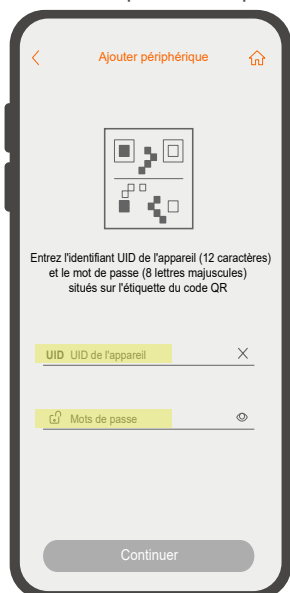 Ajouter périphérique
Entrez l'identifiant UID de l'appareil (12 caractères)
et le mot de passe (8 lettres majuscules)
situés sur l'étiquette du code QR
UID UID de l'appareil
Mots de passe
Continuer